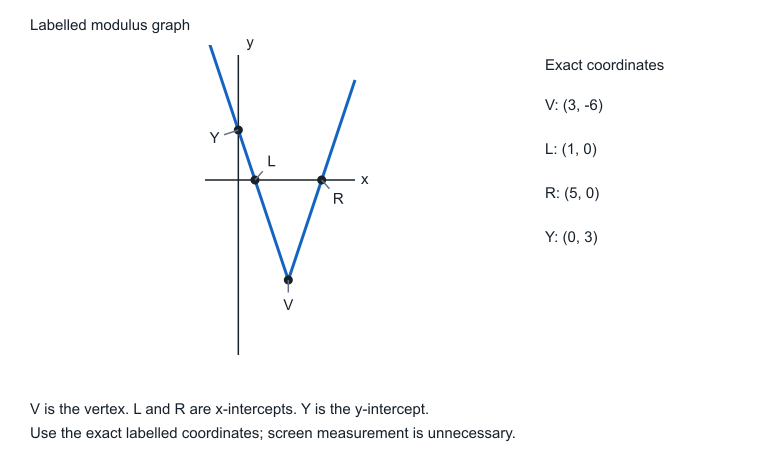 Labelled modulus graph
y
Exact coordinates
V: (3, -6)
Y
L
L: (1, 0)
x
R
R: (5, 0)
Y: (0, 3)
V
V is the vertex. L and R are x-intercepts. Y is the y-intercept.
Use the exact labelled coordinates; screen measurement is unnecessary.